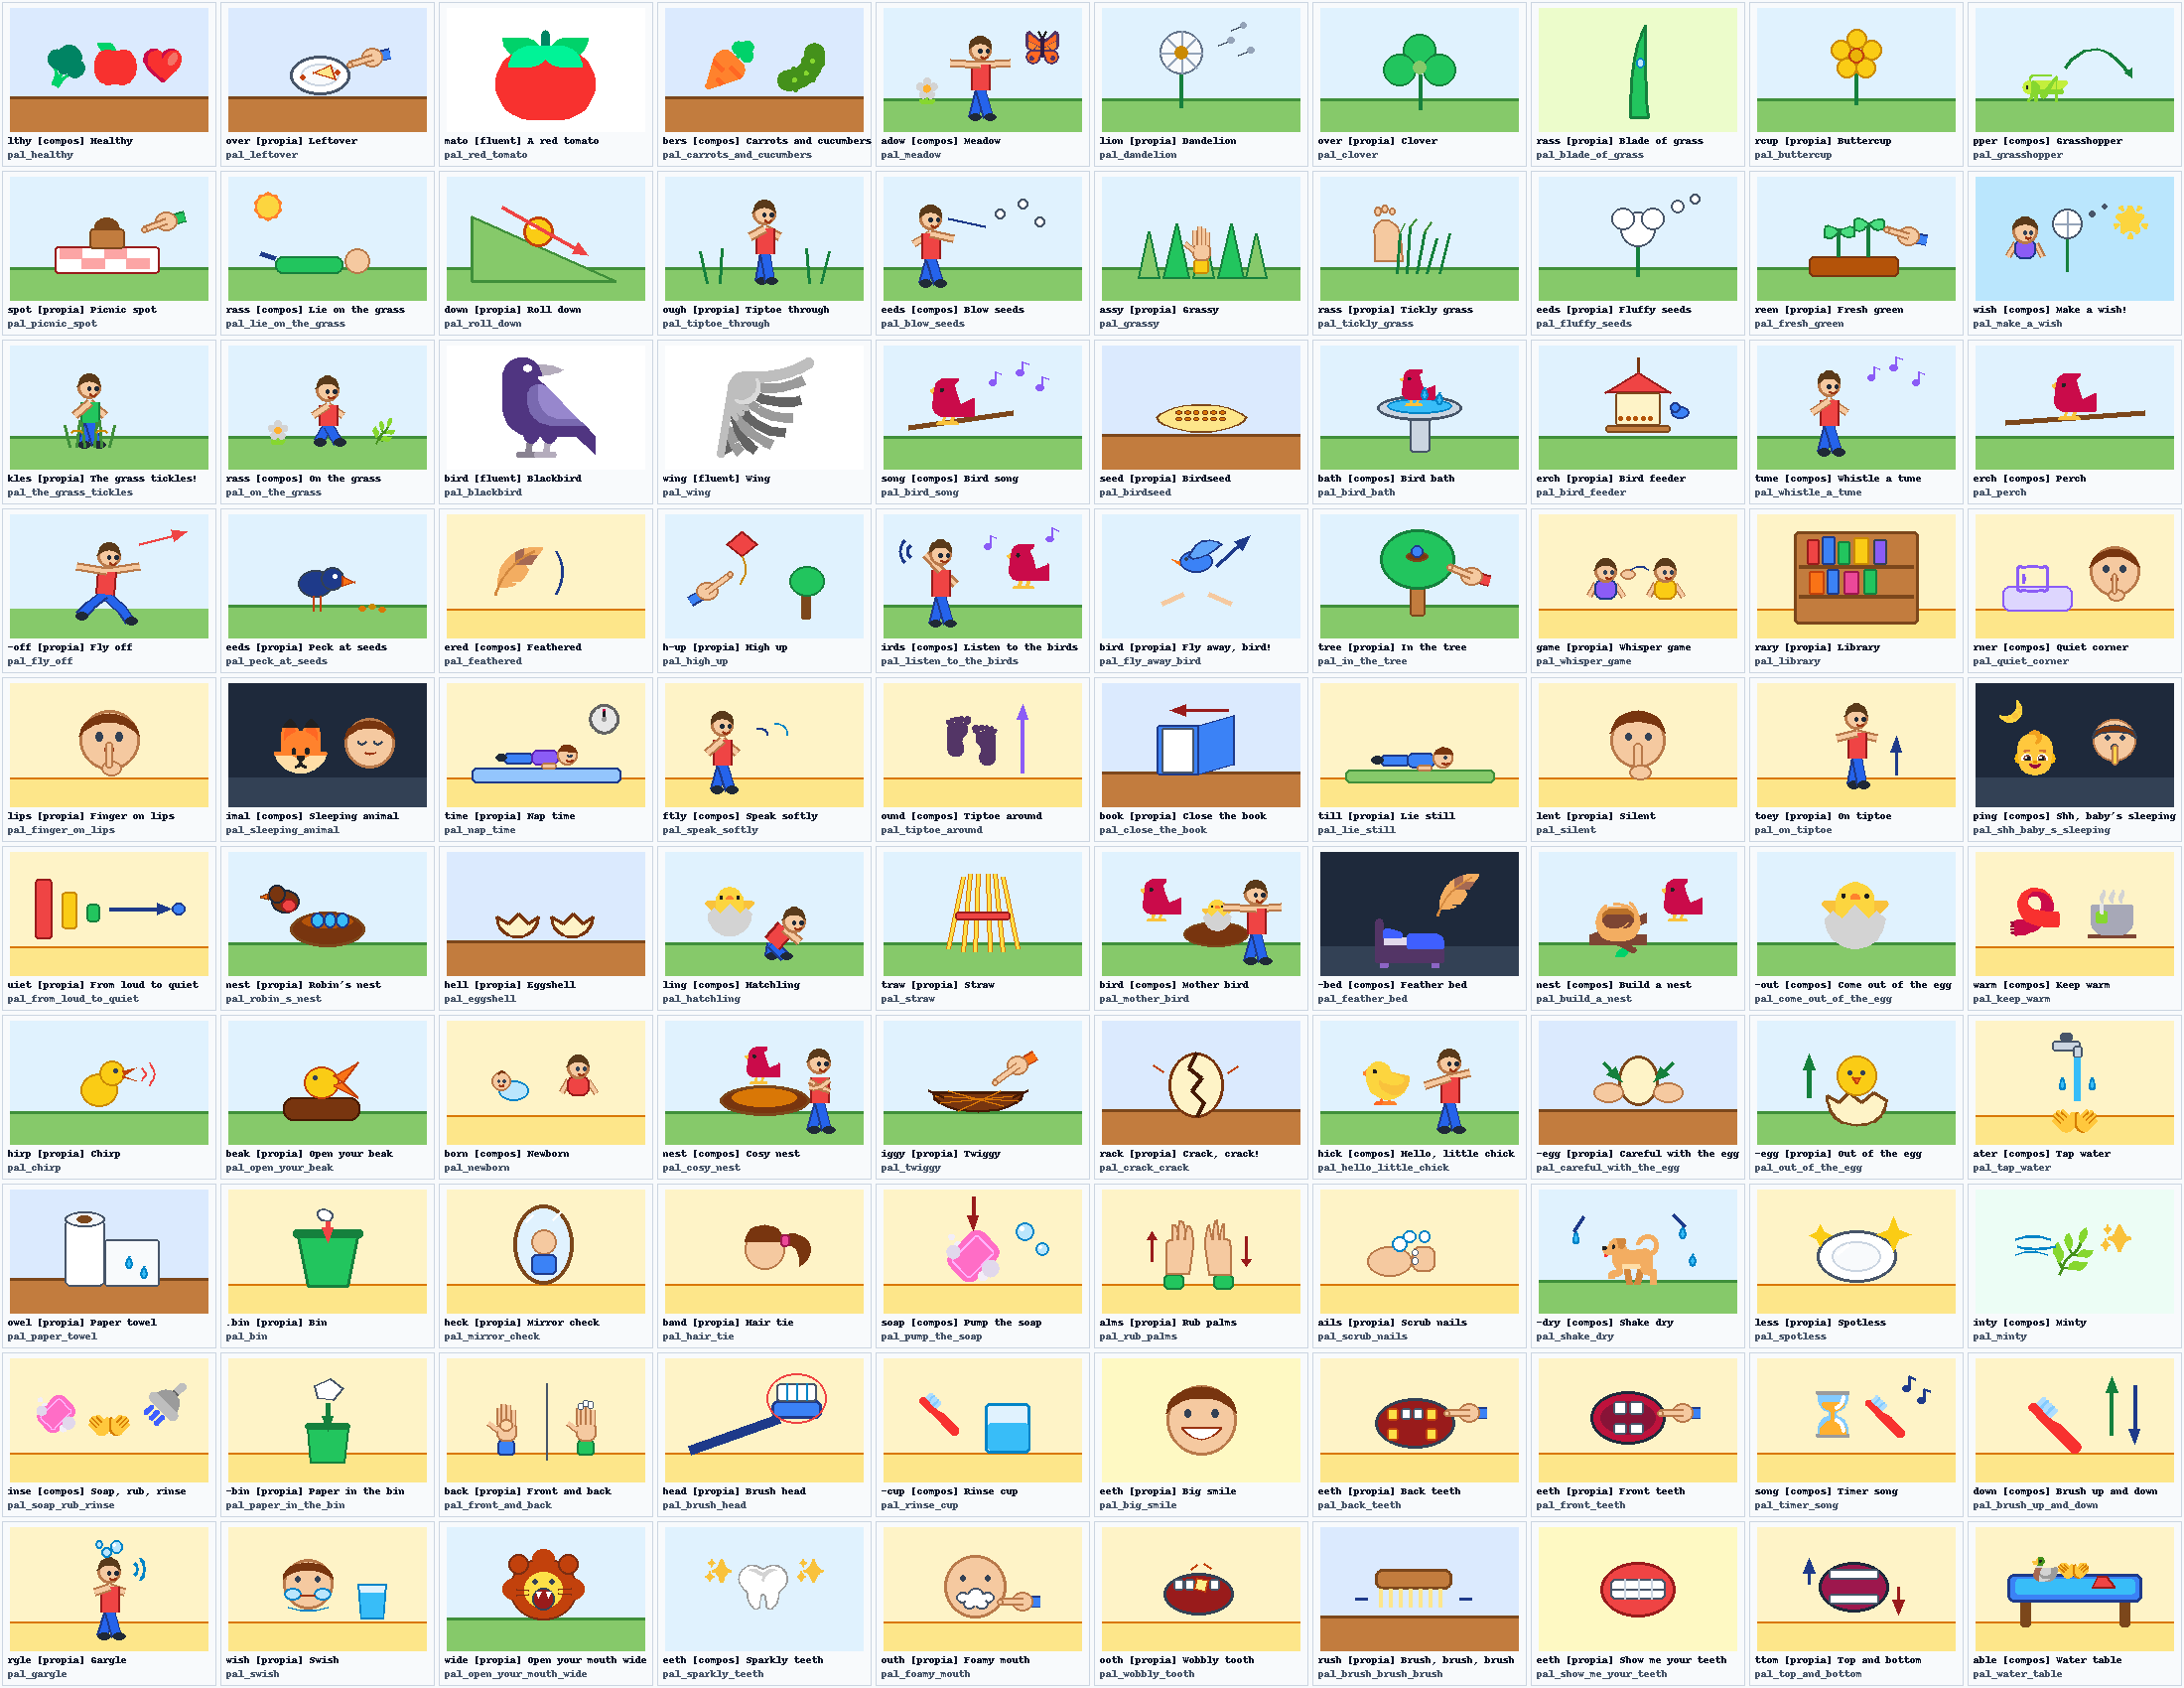 lthy [compos] Healthy
pal_healthy
over [propia] Leftover
pal_leftover
mato [fluent] A red tomato
pal_red_tomato
bers [compos] Carrots and cucumbers
pal_carrots_and_cucumbers
adow [compos] Meadow
pal_meadow
lion [propia] Dandelion
pal_dandelion
over [propia] Clover
pal_clover
rass [propia] Blade of grass
pal_blade_of_grass
rcup [propia] Buttercup
pal_buttercup
pper [compos] Grasshopper
pal_grasshopper
spot [propia] Picnic spot
pal_picnic_spot
rass [compos] Lie on the grass
pal_lie_on_the_grass
down [propia] Roll down
pal_roll_down
ough [propia] Tiptoe through
pal_tiptoe_through
eeds [compos] Blow seeds
pal_blow_seeds
assy [propia] Grassy
pal_grassy
rass [propia] Tickly grass
pal_tickly_grass
eeds [propia] Fluffy seeds
pal_fluffy_seeds
reen [propia] Fresh green
pal_fresh_green
wish [compos] Make a wish!
pal_make_a_wish
kles [propia] The grass tickles!
pal_the_grass_tickles
rass [compos] On the grass
pal_on_the_grass
bird [fluent] Blackbird
pal_blackbird
wing [fluent] Wing
pal_wing
song [compos] Bird song
pal_bird_song
seed [propia] Birdseed
pal_birdseed
bath [compos] Bird bath
pal_bird_bath
erch [propia] Bird feeder
pal_bird_feeder
tune [compos] Whistle a tune
pal_whistle_a_tune
erch [compos] Perch
pal_perch
-off [propia] Fly off
pal_fly_off
eeds [propia] Peck at seeds
pal_peck_at_seeds
ered [compos] Feathered
pal_feathered
h-up [propia] High up
pal_high_up
irds [compos] Listen to the birds
pal_listen_to_the_birds
bird [propia] Fly away, bird!
pal_fly_away_bird
tree [propia] In the tree
pal_in_the_tree
game [propia] Whisper game
pal_whisper_game
rary [propia] Library
pal_library
rner [compos] Quiet corner
pal_quiet_corner
lips [propia] Finger on lips
pal_finger_on_lips
imal [compos] Sleeping animal
pal_sleeping_animal
time [propia] Nap time
pal_nap_time
ftly [compos] Speak softly
pal_speak_softly
ound [compos] Tiptoe around
pal_tiptoe_around
book [propia] Close the book
pal_close_the_book
till [propia] Lie still
pal_lie_still
lent [propia] Silent
pal_silent
toey [propia] On tiptoe
pal_on_tiptoe
ping [compos] Shh, baby's sleeping
pal_shh_baby_s_sleeping
uiet [propia] From loud to quiet
pal_from_loud_to_quiet
nest [propia] Robin's nest
pal_robin_s_nest
hell [propia] Eggshell
pal_eggshell
ling [compos] Hatchling
pal_hatchling
traw [propia] Straw
pal_straw
bird [compos] Mother bird
pal_mother_bird
-bed [compos] Feather bed
pal_feather_bed
nest [compos] Build a nest
pal_build_a_nest
-out [compos] Come out of the egg
pal_come_out_of_the_egg
warm [compos] Keep warm
pal_keep_warm
hirp [propia] Chirp
pal_chirp
beak [propia] Open your beak
pal_open_your_beak
born [compos] Newborn
pal_newborn
nest [compos] Cosy nest
pal_cosy_nest
iggy [propia] Twiggy
pal_twiggy
rack [propia] Crack, crack!
pal_crack_crack
hick [compos] Hello, little chick
pal_hello_little_chick
-egg [propia] Careful with the egg
pal_careful_with_the_egg
-egg [propia] Out of the egg
pal_out_of_the_egg
ater [compos] Tap water
pal_tap_water
owel [propia] Paper towel
pal_paper_towel
.bin [propia] Bin
pal_bin
heck [propia] Mirror check
pal_mirror_check
band [propia] Hair tie
pal_hair_tie
soap [compos] Pump the soap
pal_pump_the_soap
alms [propia] Rub palms
pal_rub_palms
ails [propia] Scrub nails
pal_scrub_nails
-dry [compos] Shake dry
pal_shake_dry
less [propia] Spotless
pal_spotless
inty [compos] Minty
pal_minty
inse [compos] Soap, rub, rinse
pal_soap_rub_rinse
-bin [propia] Paper in the bin
pal_paper_in_the_bin
back [propia] Front and back
pal_front_and_back
head [propia] Brush head
pal_brush_head
-cup [compos] Rinse cup
pal_rinse_cup
eeth [propia] Big smile
pal_big_smile
eeth [propia] Back teeth
pal_back_teeth
eeth [propia] Front teeth
pal_front_teeth
song [compos] Timer song
pal_timer_song
down [compos] Brush up and down
pal_brush_up_and_down
rgle [propia] Gargle
pal_gargle
wish [propia] Swish
pal_swish
wide [propia] Open your mouth wide
pal_open_your_mouth_wide
eeth [compos] Sparkly teeth
pal_sparkly_teeth
outh [propia] Foamy mouth
pal_foamy_mouth
ooth [propia] Wobbly tooth
pal_wobbly_tooth
rush [propia] Brush, brush, brush
pal_brush_brush_brush
eeth [propia] Show me your teeth
pal_show_me_your_teeth
ttom [propia] Top and bottom
pal_top_and_bottom
able [compos] Water table
pal_water_table